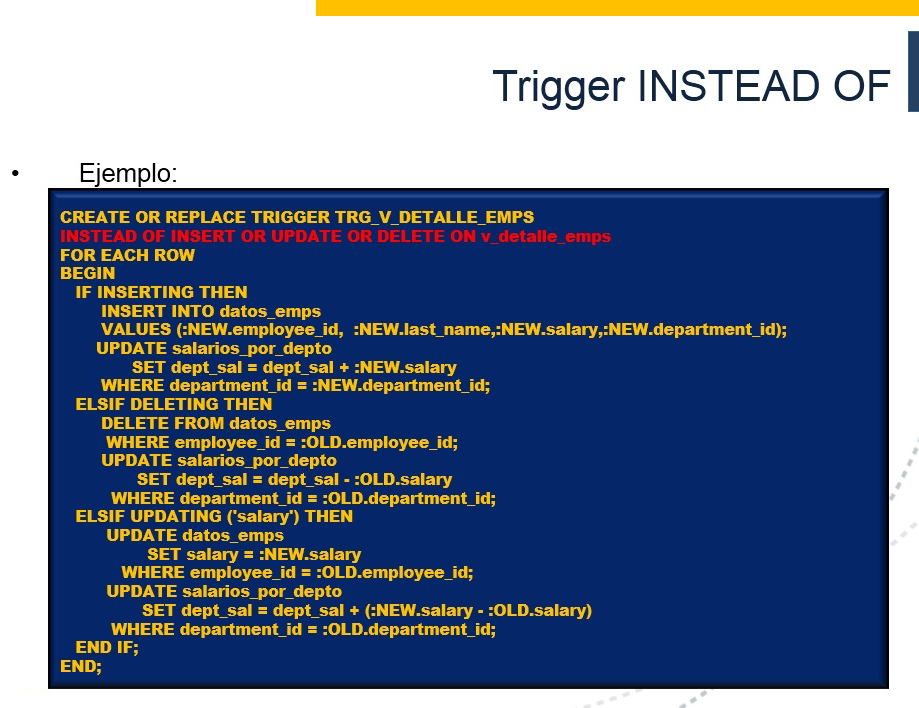 Trigger INSTEAD OF
• Ejemplo:
CREATE OR REPLACE TRIGGER TRG_V_DETALLE_EMPS
INSTEAD OF INSERT OR UPDATE OR DELETE ON v_detalle_emps
FOR EACH ROW
BEGIN
IF INSERTING THEN
INSERT INTO datos_emps
VALUES (:NEW.employee_id, :NEW.last_name,:NEW.salary,:NEW.department_id);
UPDATE salarios_por_depto
SET dept_sal = dept_sal + :NEW.salary
WHERE department_id = :NEW.department_id;
ELSIF DELETING THEN
DELETE FROM datos_emps
WHERE employee_id = :OLD.employee_id;
UPDATE salarios_por_depto
SET dept_sal = dept_sal - :OLD.salary
WHERE department_id = :OLD.department_id;
ELSIF UPDATING ('salary') THEN
UPDATE datos_emps
SET salary = :NEW.salary
WHERE employee_id = :OLD.employee_id;
UPDATE salarios_por_depto
SET dept_sal = dept_sal + (:NEW.salary - :OLD.salary)
WHERE department_id = :OLD.department_id;
END IF;
END;